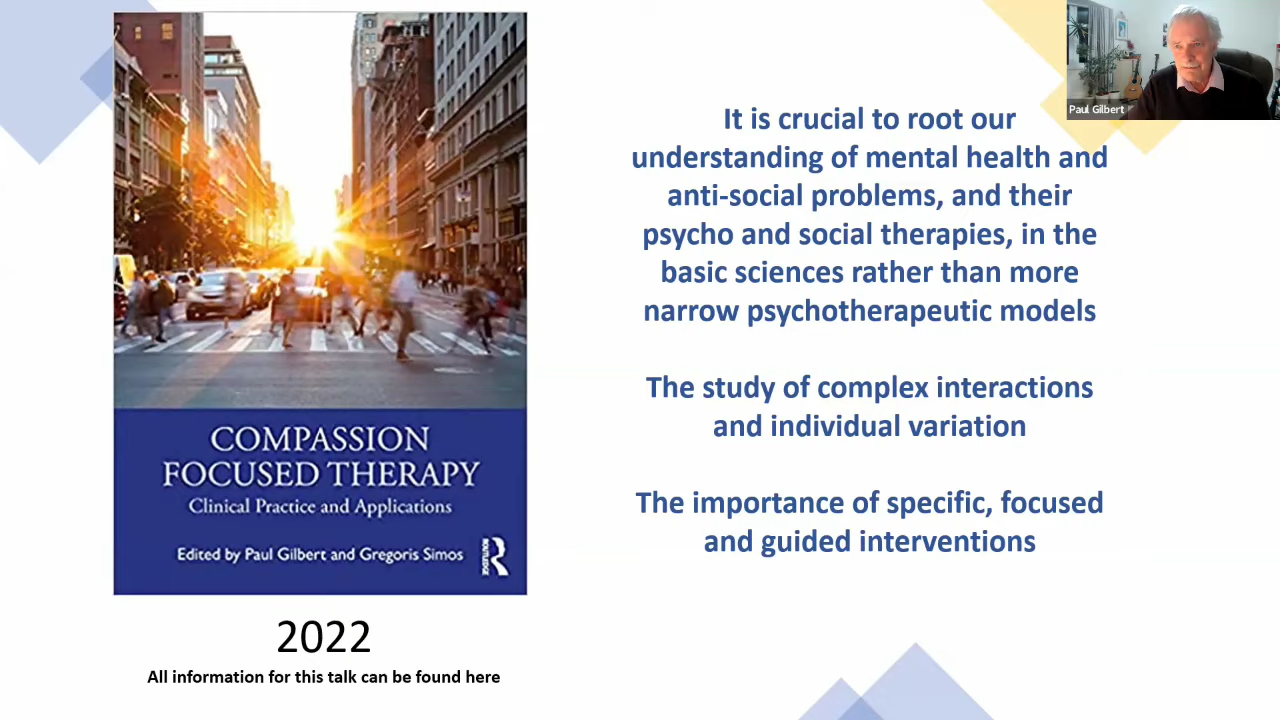 Paul Gilbert
It is crucial to root our
understanding of mental health and
anti-social problems, and their
psycho and social therapies, in the
basic sciences rather than more
narrow psychotherapeutic models
The study of complex interactions
and individual variation
The importance of specific, focused
and guided interventions
COMPASSION
FOCUSED THERAPY
Clinical Practice and Applications
Edited by Paul Gilbert and Gregoris Simos
ROUTLEDGE
2022
All information for this talk can be found here